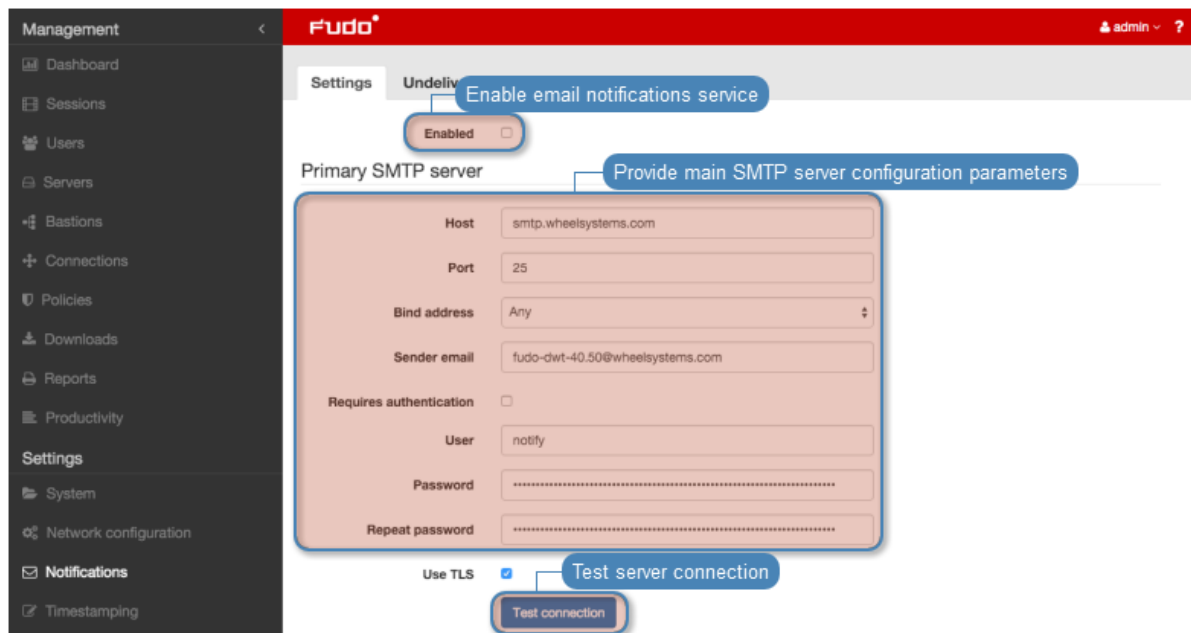 Management
FUDO
admin
?
Dashboard
Sessions
Users
Servers
Bastions
Connections
Policies
Downloads
Reports
Productivity
Settings
System
Network configuration
Notifications
Timestamping
Settings
Enable email notifications service
Enabled
Primary SMTP server
Provide main SMTP server configuration parameters
Host
smtp.wheelsystems.com
Port
25
Bind address
Any
Sender email
fudo-dwt-40.50@wheelsystems.com
Requires authentication
User
notify
Password
Repeat password
Use TLS
Test server connection
Test connection